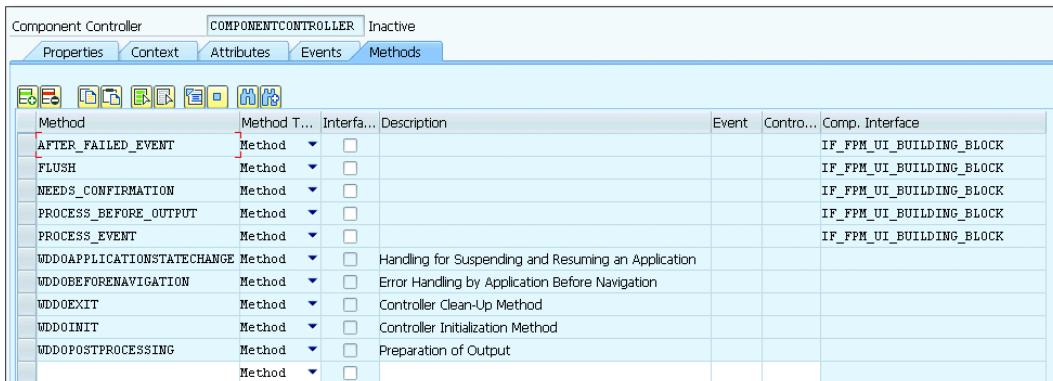 Component Controller COMPONENTCONTROLLER Inactive
Properties Context Attributes Events Methods
Method Method T... Interfa... Description Event Contro... Comp. Interface
AFTER_FAILED_EVENT Method IF_FPM_UI_BUILDING_BLOCK
FLUSH Method IF_FPM_UI_BUILDING_BLOCK
NEEDS_CONFIRMATION Method IF_FPM_UI_BUILDING_BLOCK
PROCESS_BEFORE_OUTPUT Method IF_FPM_UI_BUILDING_BLOCK
PROCESS_EVENT Method IF_FPM_UI_BUILDING_BLOCK
WDDOAPPLICATIONSTATECHANGE Method Handling for Suspending and Resuming an Application
WDDOBEFORENAVIGATION Method Error Handling by Application Before Navigation
WDDOEXIT Method Controller Clean-Up Method
WDDOINIT Method Controller Initialization Method
WDDOPOSTPROCESSING Method Preparation of Output
Method